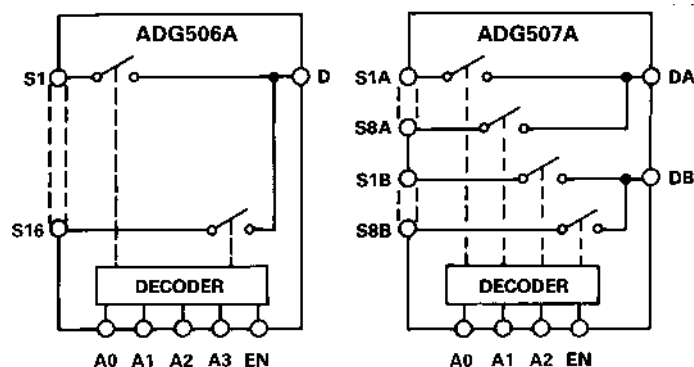 ADG506A
S1
D
S16
DECODER
A0 A1 A2 A3 EN
ADG507A
S1A
DA
S8A
S1B
DB
S8B
DECODER
A0 A1 A2 EN